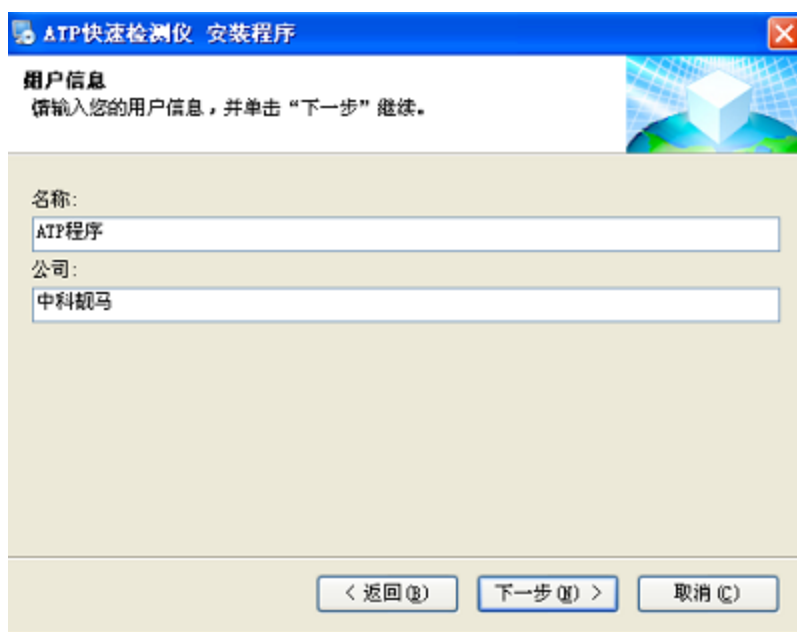 ATP快速检测仪 安装程序
用户信息
请输入您的用户信息，并单击“下一步”继续。
名称:
ATP程序
公司:
中科靓马
< 返回(B)
下一步(N) >
取消(C)